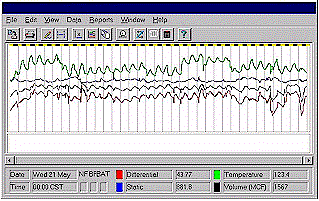 File Edit View Data Reports Window Help
Date Wed 21 May NFBFBAT Differential 43.77 Temperature 123.4
Time 00:00 CST Static 881.8 Volume (MCF) 1567